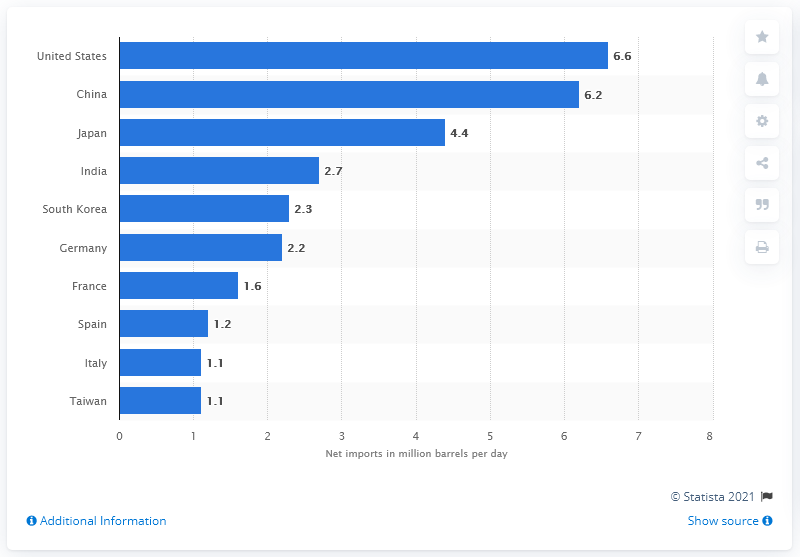 United States 6.6
China 6.2
Japan 4.4
India 2.7
South Korea 2.3
Germany 2.2
France 1.6
Spain 1.2
Italy 1.1
Taiwan 1.1
0 1 2 3 4 5 6 7 8
Net imports in million barrels per day
© Statista 2021
Additional Information
Show source